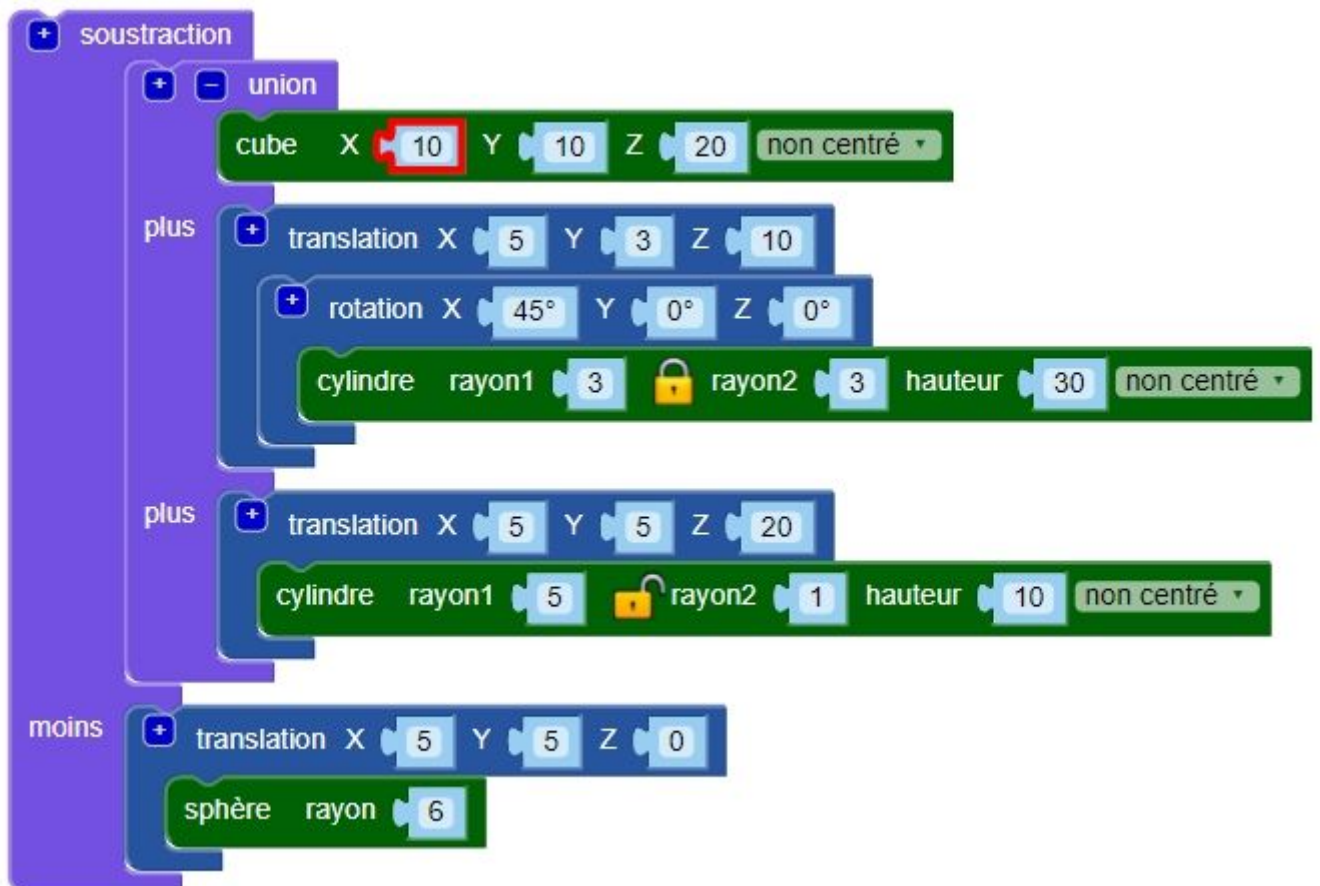 + soustraction
+ − union
cube X 10 Y 10 Z 20 non centré
plus + translation X 5 Y 3 Z 10
+ rotation X 45° Y 0° Z 0°
cylindre rayon1 3 rayon2 3 hauteur 30 non centré
plus + translation X 5 Y 5 Z 20
cylindre rayon1 5 rayon2 1 hauteur 10 non centré
moins + translation X 5 Y 5 Z 0
sphère rayon 6